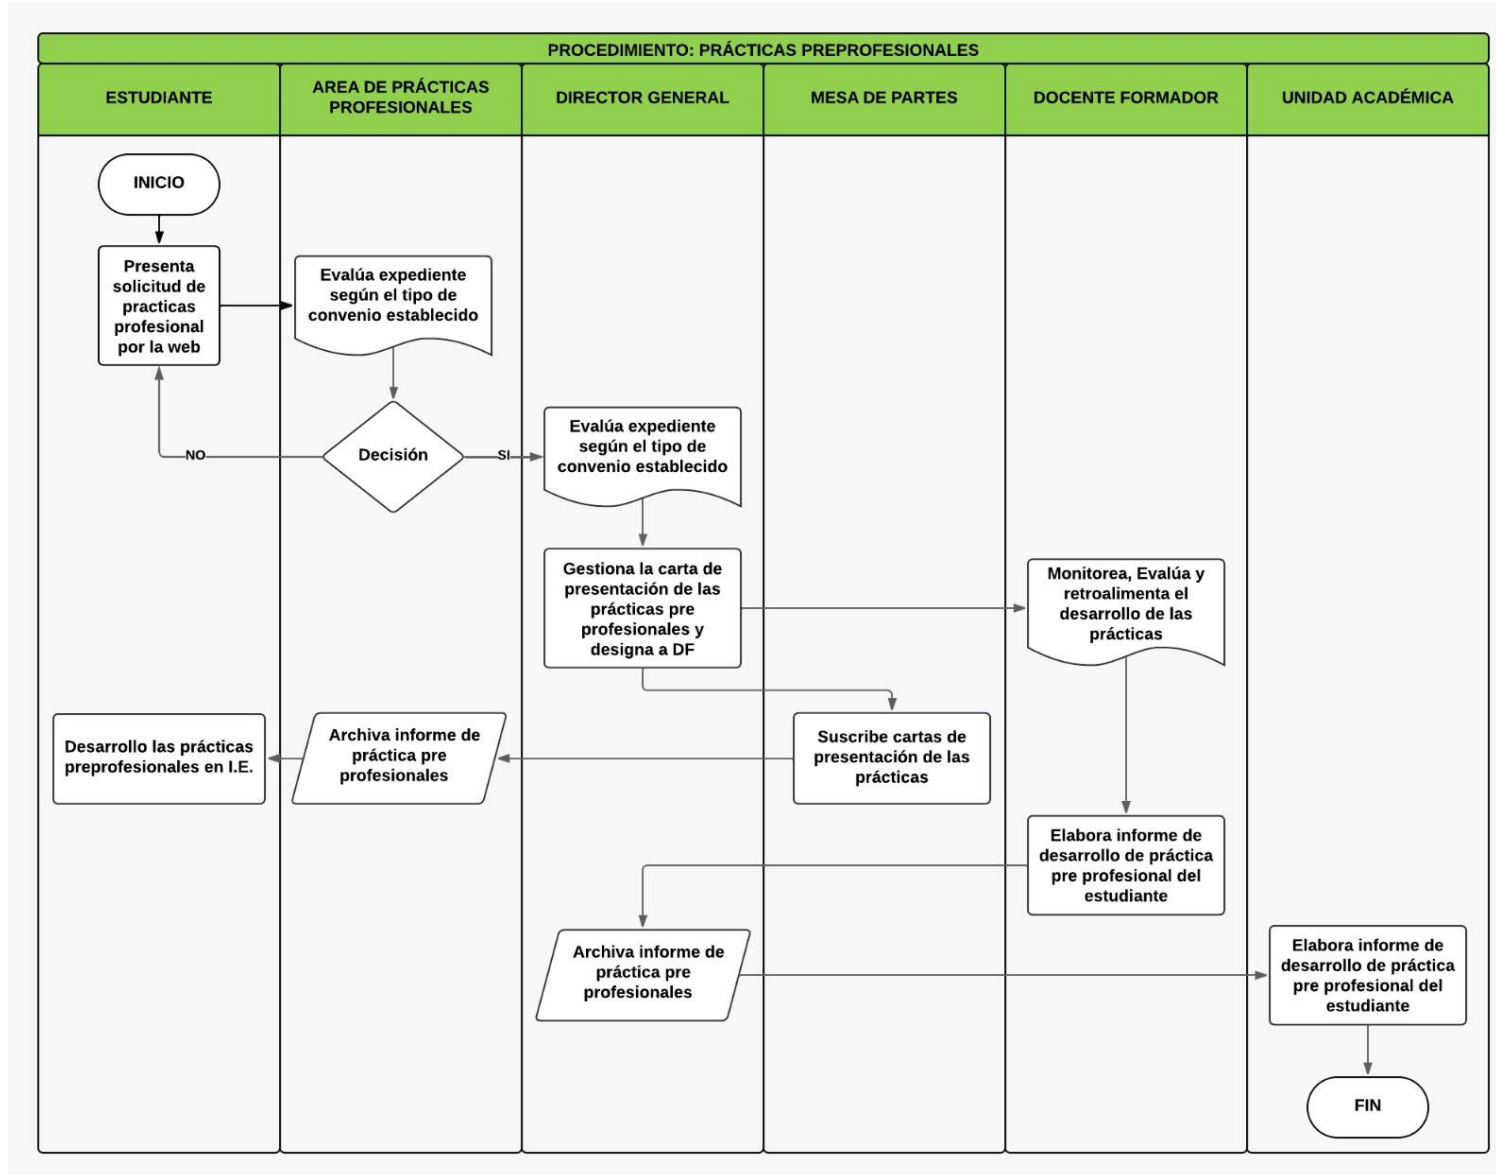 PROCEDIMIENTO: PRÁCTICAS PREPROFESIONALES
ESTUDIANTE
AREA DE PRÁCTICAS
PROFESIONALES
DIRECTOR GENERAL
MESA DE PARTES
DOCENTE FORMADOR
UNIDAD ACADÉMICA
INICIO
Presenta
solicitud de
practicas
profesional
por la web
Evalúa expediente
según el tipo de
convenio establecido
Decisión
NO
SI
Evalúa expediente
según el tipo de
convenio establecido
Gestiona la carta de
presentación de las
prácticas pre
profesionales y
designa a DF
Monitorea, Evalúa y
retroalimenta el
desarrollo de las
prácticas
Desarrollo las prácticas
preprofesionales en I.E.
Archiva informe de
práctica pre
profesionales
Suscribe cartas de
presentación de las
prácticas
Elabora informe de
desarrollo de práctica
pre profesional del
estudiante
Archiva informe de
práctica pre
profesionales
Elabora informe de
desarrollo de práctica
pre profesional del
estudiante
FIN